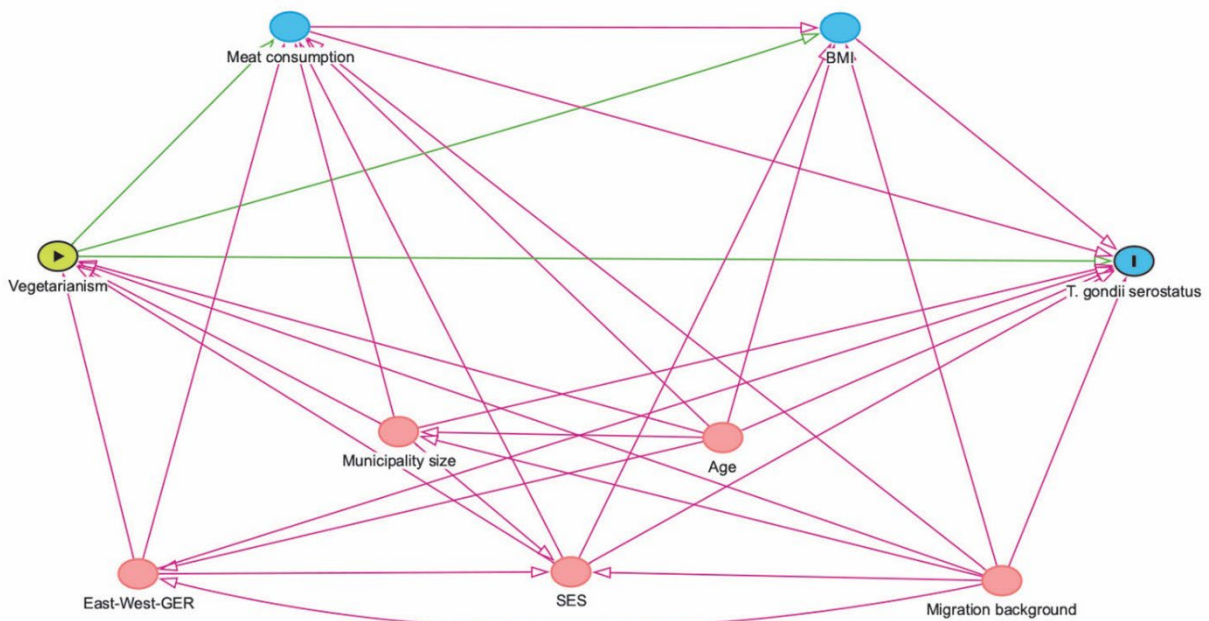 Meat consumption
BMI
Vegetarianism
T. gondii serostatus
Municipality size
Age
East-West-GER
SES
Migration background